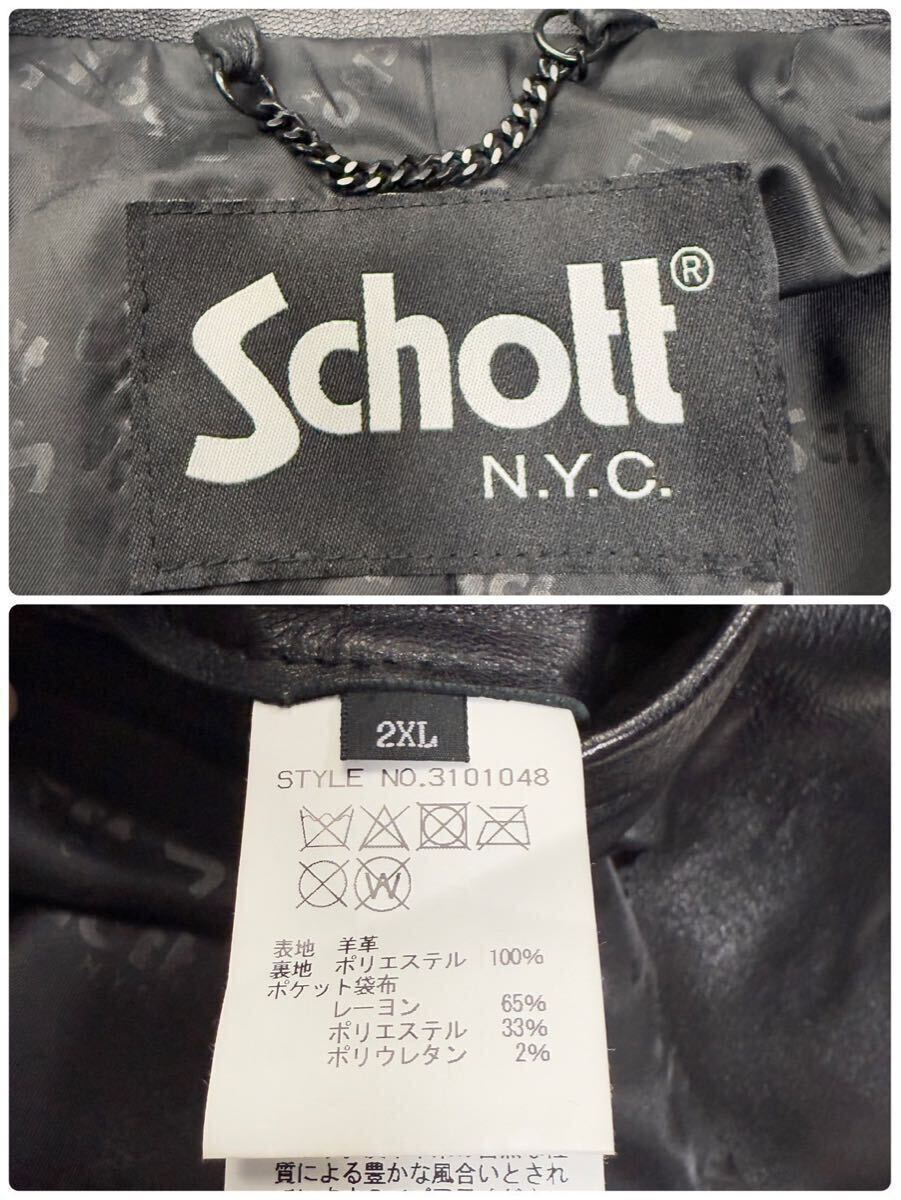 Schott®
N.Y.C.
2XL
STYLE NO.3101048
W
表地 羊革
裏地 ポリエステル 100%
ポケット袋布
レーヨン 65%
ポリエステル 33%
ポリウレタン 2%
質による豊かな風合いとされ